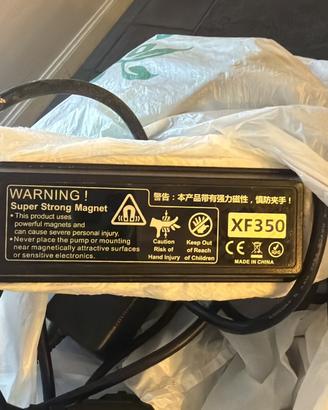 WARNING !
Super Strong Magnet
• This product uses
powerful magnets and
can cause severe personal injury.
• Never place the pump or mounting
near magnetically attractive surfaces
or sensitive electronics.
警告：本产品带有强力磁性，慎防夹手！
Caution
Risk of
Hand Injury
Keep Out
of Reach
of Children
XF350
CE
MADE IN CHINA